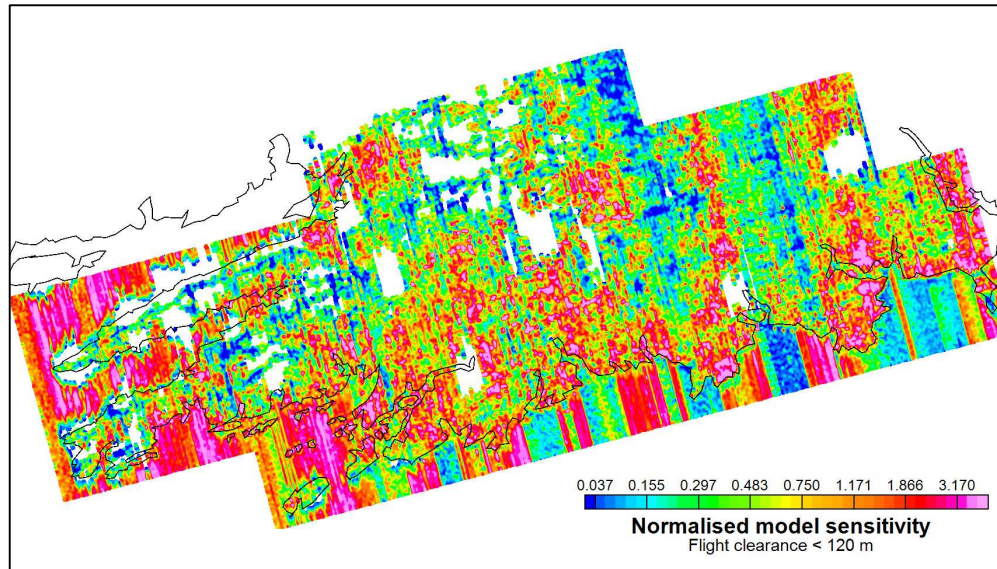 0.037 0.155 0.297 0.483 0.750 1.171 1.866 3.170
Normalised model sensitivity
Flight clearance < 120 m